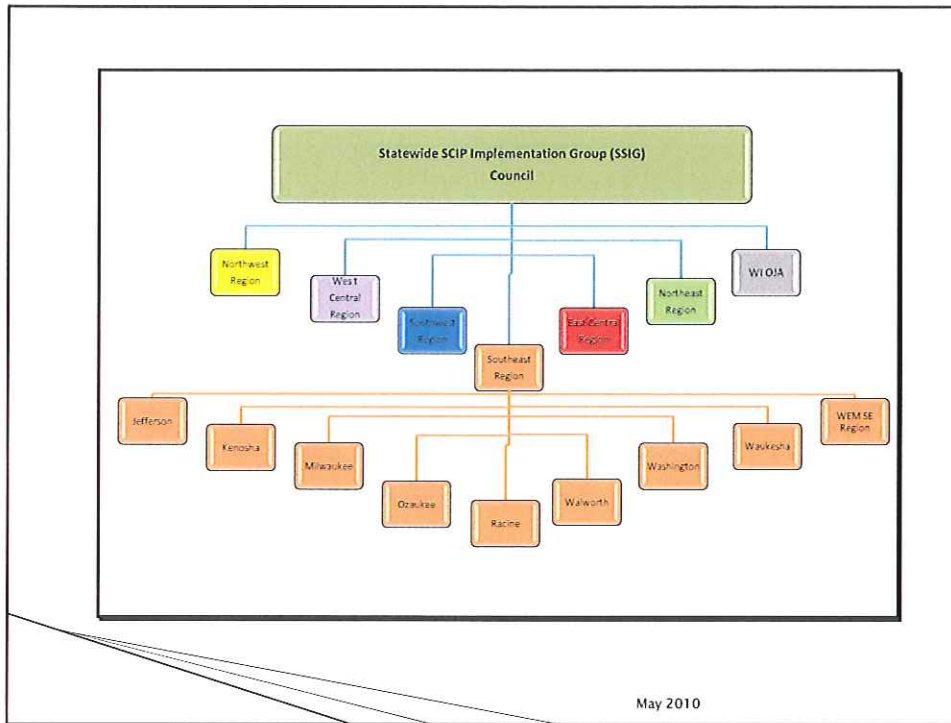 Statewide SCIP Implementation Group (SSIG)
Council
Northwest
Region
West
Central
Region
Southwest
Region
East Central
Region
Northeast
Region
WI OJA
Southeast
Region
Jefferson
Kenosha
Milwaukee
Ozaukee
Racine
Walworth
Washington
Waukesha
WEM SE
Region
May 2010